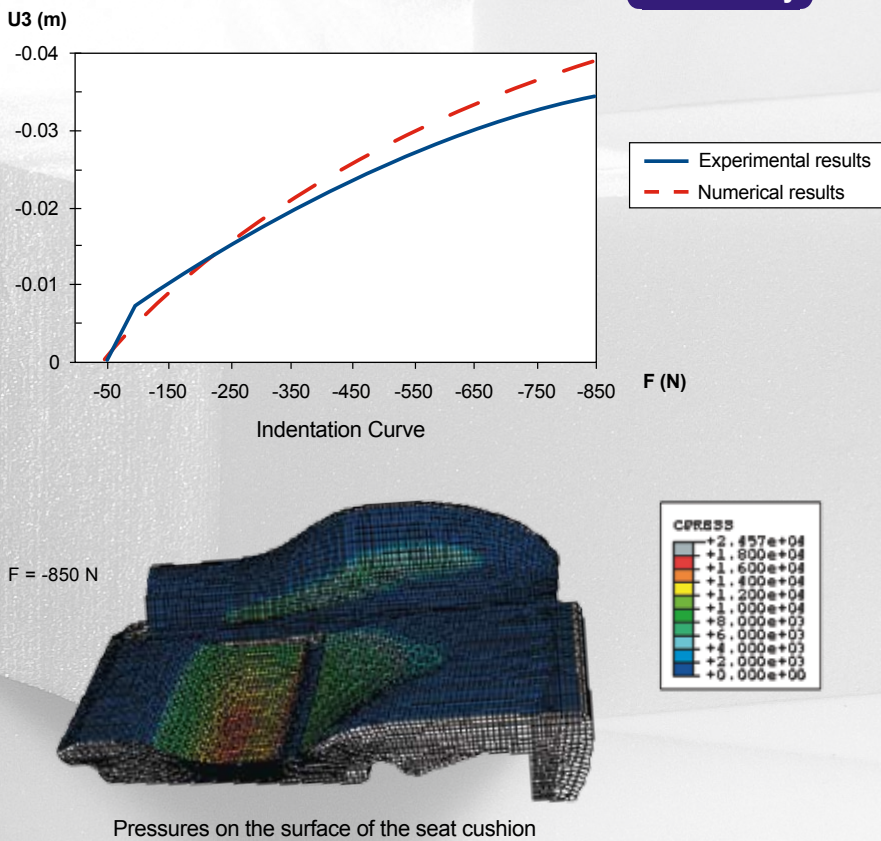 U3 (m)
-0.04
-0.03
-0.02
-0.01
0
-50 -150 -250 -350 -450 -550 -650 -750 -850
F (N)
Indentation Curve
Experimental results
Numerical results
F = -850 N
CPRESS
+2.457e+04
+1.800e+04
+1.600e+04
+1.400e+04
+1.200e+04
+1.000e+04
+8.000e+03
+6.000e+03
+4.000e+03
+2.000e+03
+0.000e+00
Pressures on the surface of the seat cushion